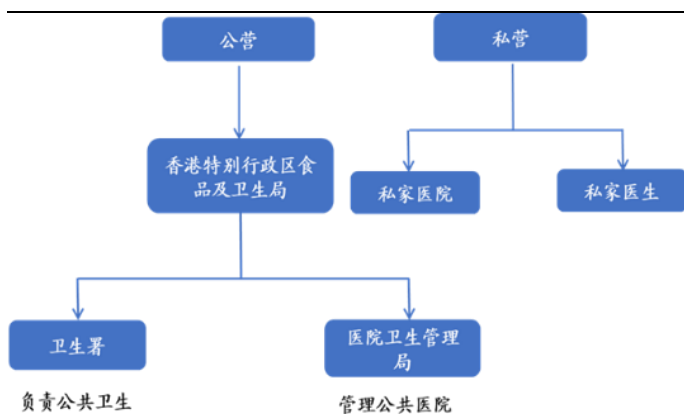 公营
私营
香港特别行政区食
品及卫生局
私家医院
私家医生
卫生署
医院卫生管理
局
负责公共卫生
管理公共医院